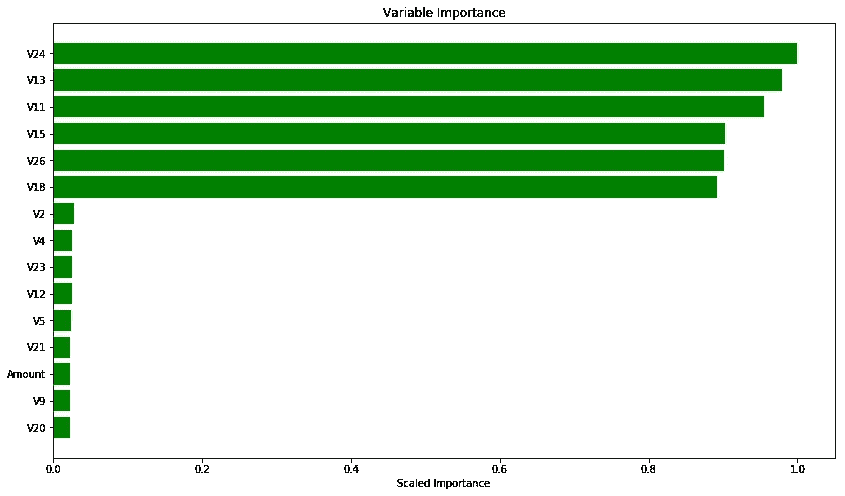 Variable Importance
V24
V13
V11
V15
V26
V18
V2
V4
V23
V12
V5
V21
Amount
V9
V20
0.0 0.2 0.4 0.6 0.8 1.0
Scaled Importance